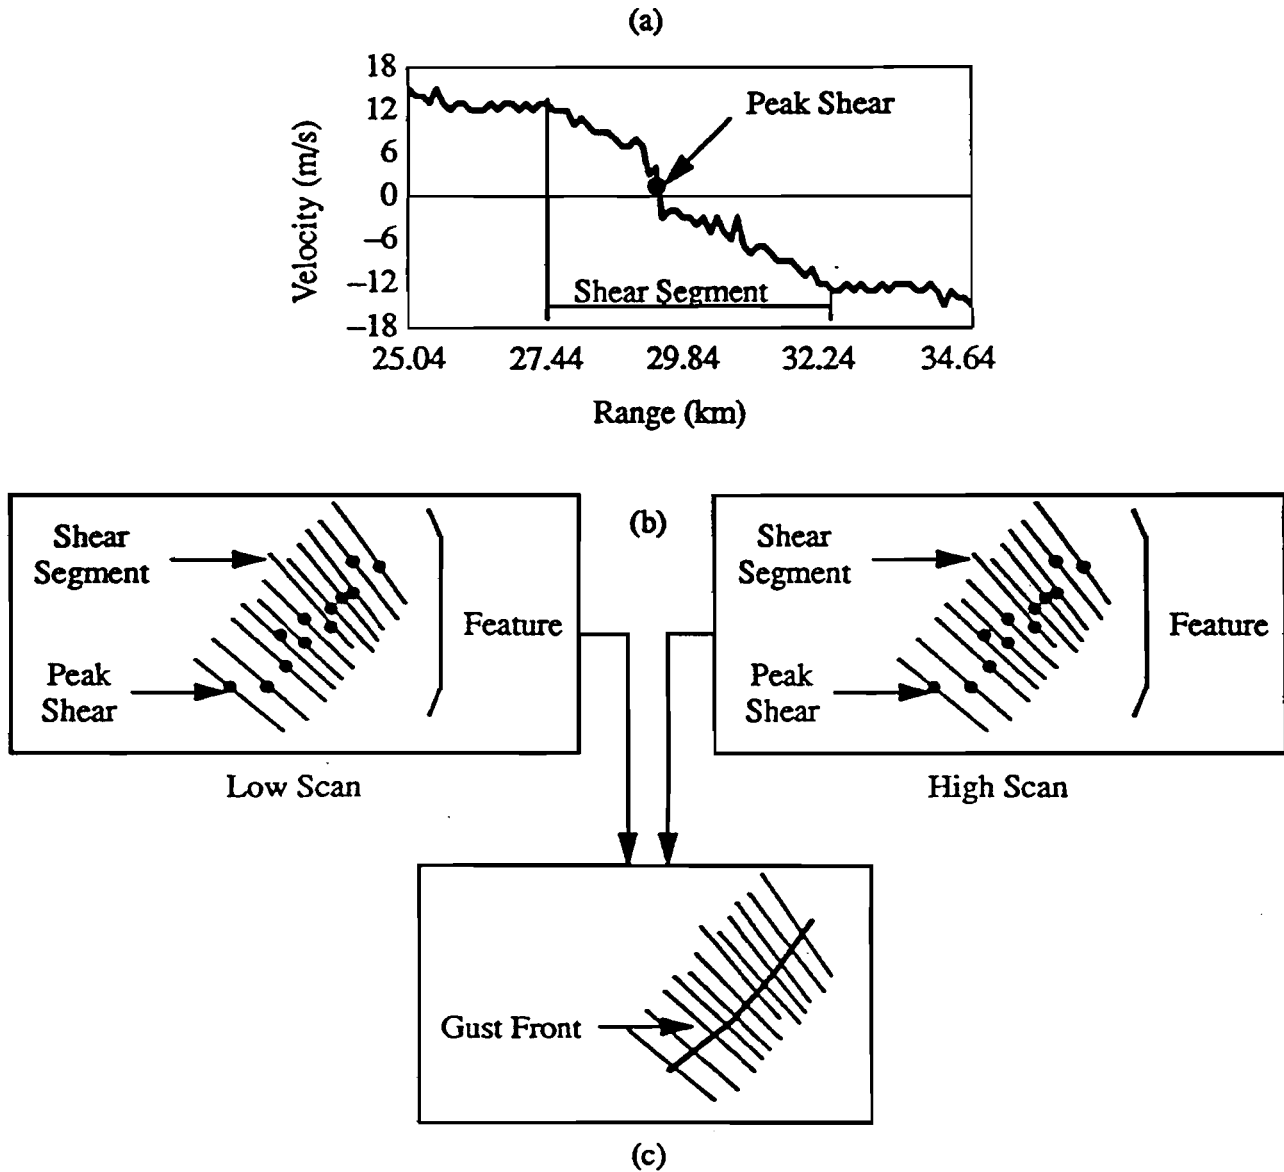 (a)
18
12
6
0
–6
–12
–18
Velocity (m/s)
Peak Shear
Shear Segment
25.04 27.44 29.84 32.24 34.64
Range (km)
(b)
Shear
Segment
Peak
Shear
Feature
Low Scan
Shear
Segment
Peak
Shear
Feature
High Scan
Gust Front
(c)